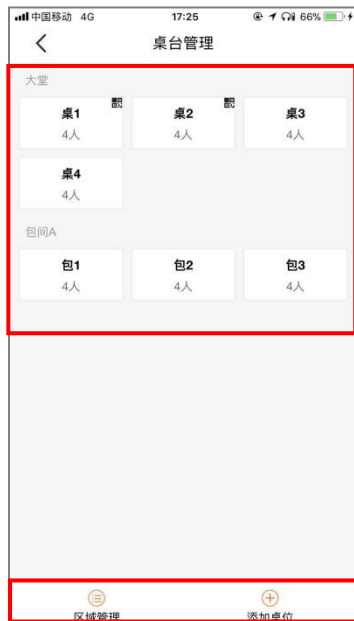 中国移动 4G 17:25 66%
桌台管理
大堂
桌1 桌2 桌3
4人 4人 4人
桌4
4人
包间A
包1 包2 包3
4人 4人 4人
区域管理 添加桌位